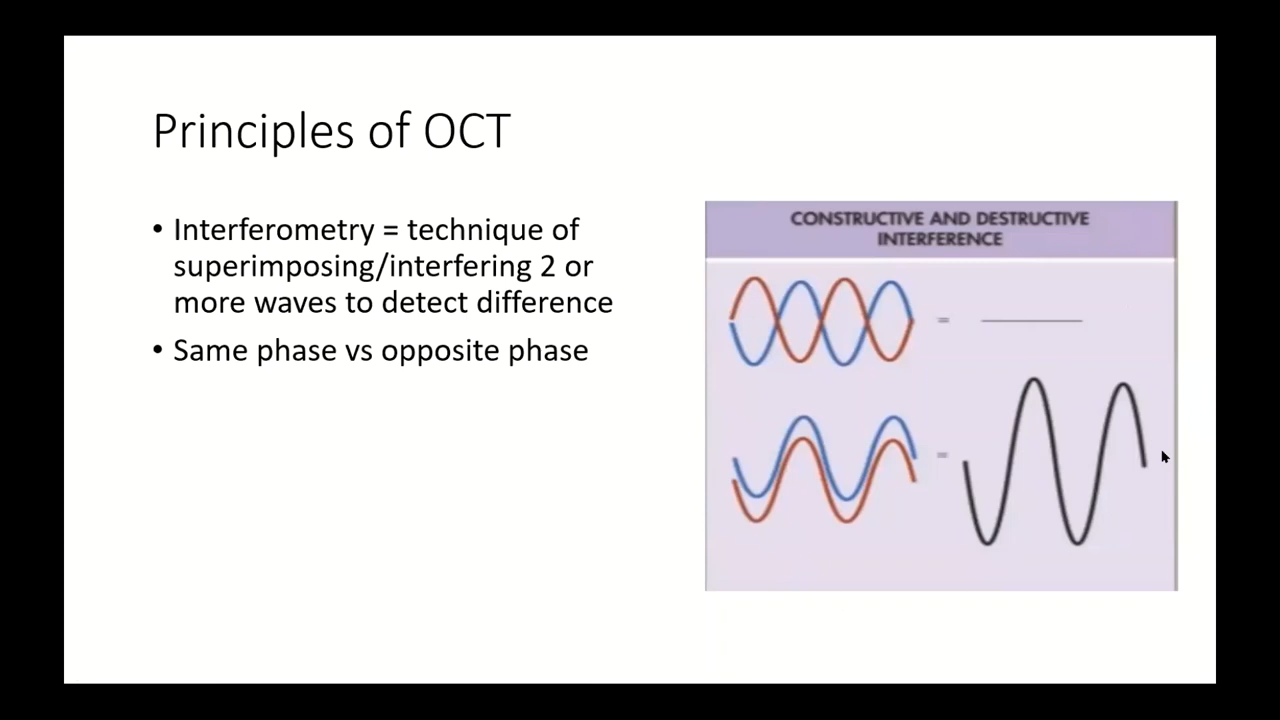 Principles of OCT
• Interferometry = technique of
superimposing/interfering 2 or
more waves to detect difference
• Same phase vs opposite phase
CONSTRUCTIVE AND DESTRUCTIVE
INTERFERENCE
=
=